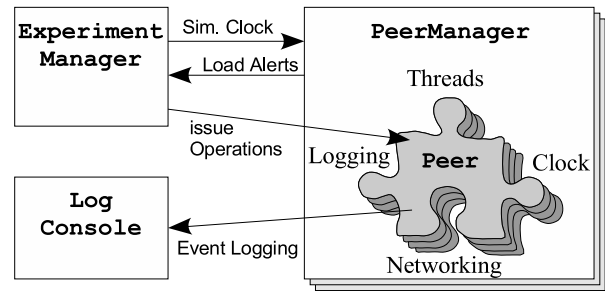 Experiment
Manager
Sim. Clock
Load Alerts
issue
Operations
PeerManager
Threads
Logging
Peer
Clock
Networking
Log
Console
Event Logging